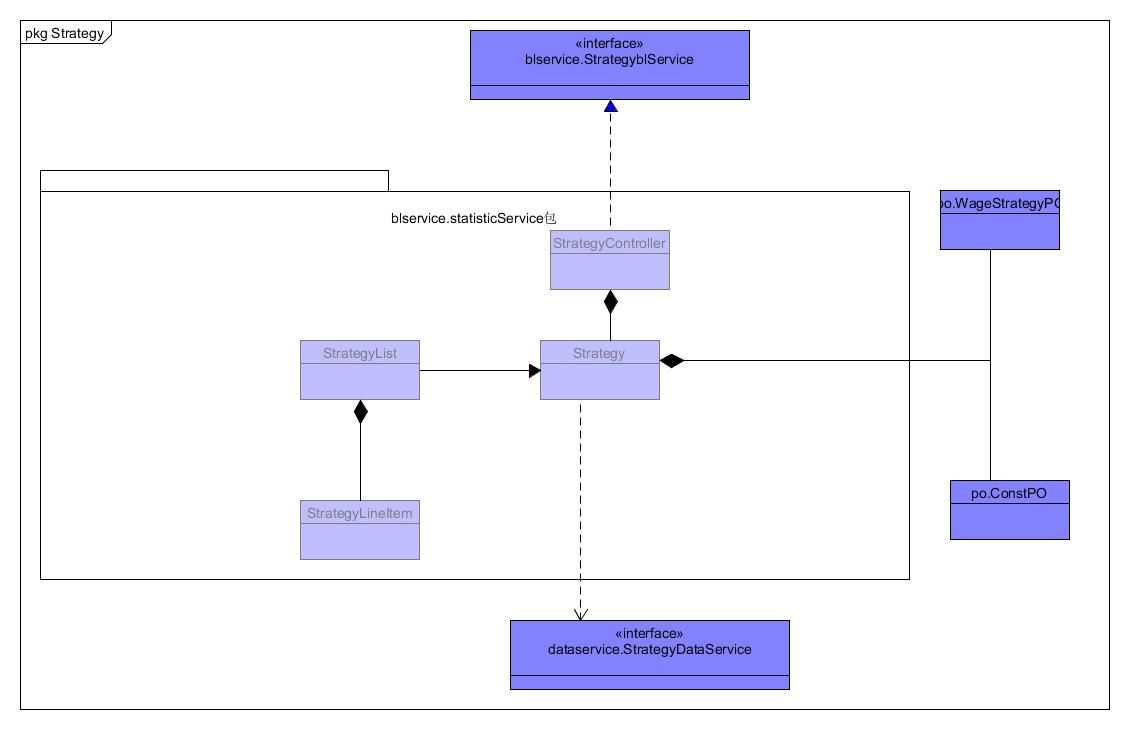 pkg Strategy
«interface»
blservice.StrategyblService
blservice.statisticService包
po.WageStrategyPO
StrategyController
StrategyList
Strategy
StrategyLineItem
po.ConstPO
«interface»
dataservice.StrategyDataService